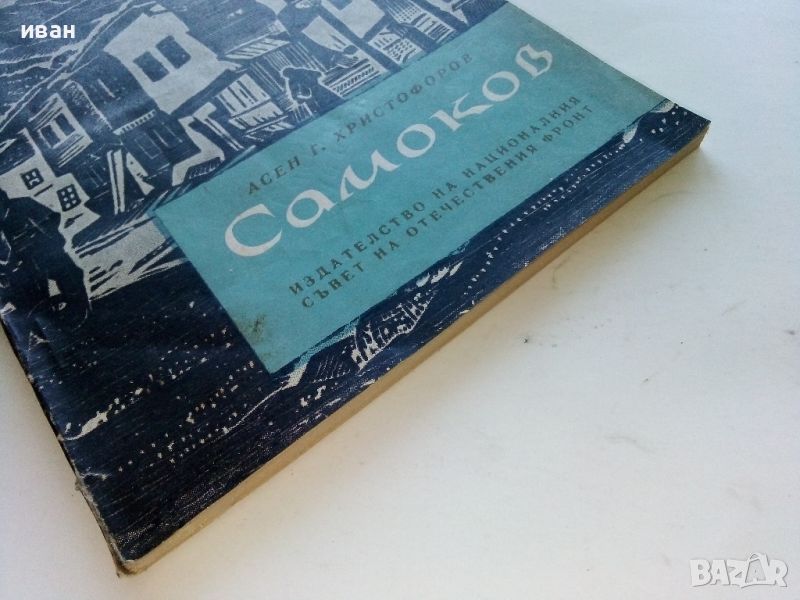 иван
АСЕН Г. ХРИСТОФОРОВ
Самоков
ИЗДАТЕЛСТВО НА НАЦИОНАЛНИЯ
СЪВЕТ НА ОТЕЧЕСТВЕНИЯ ФРОНТ
BAZAR